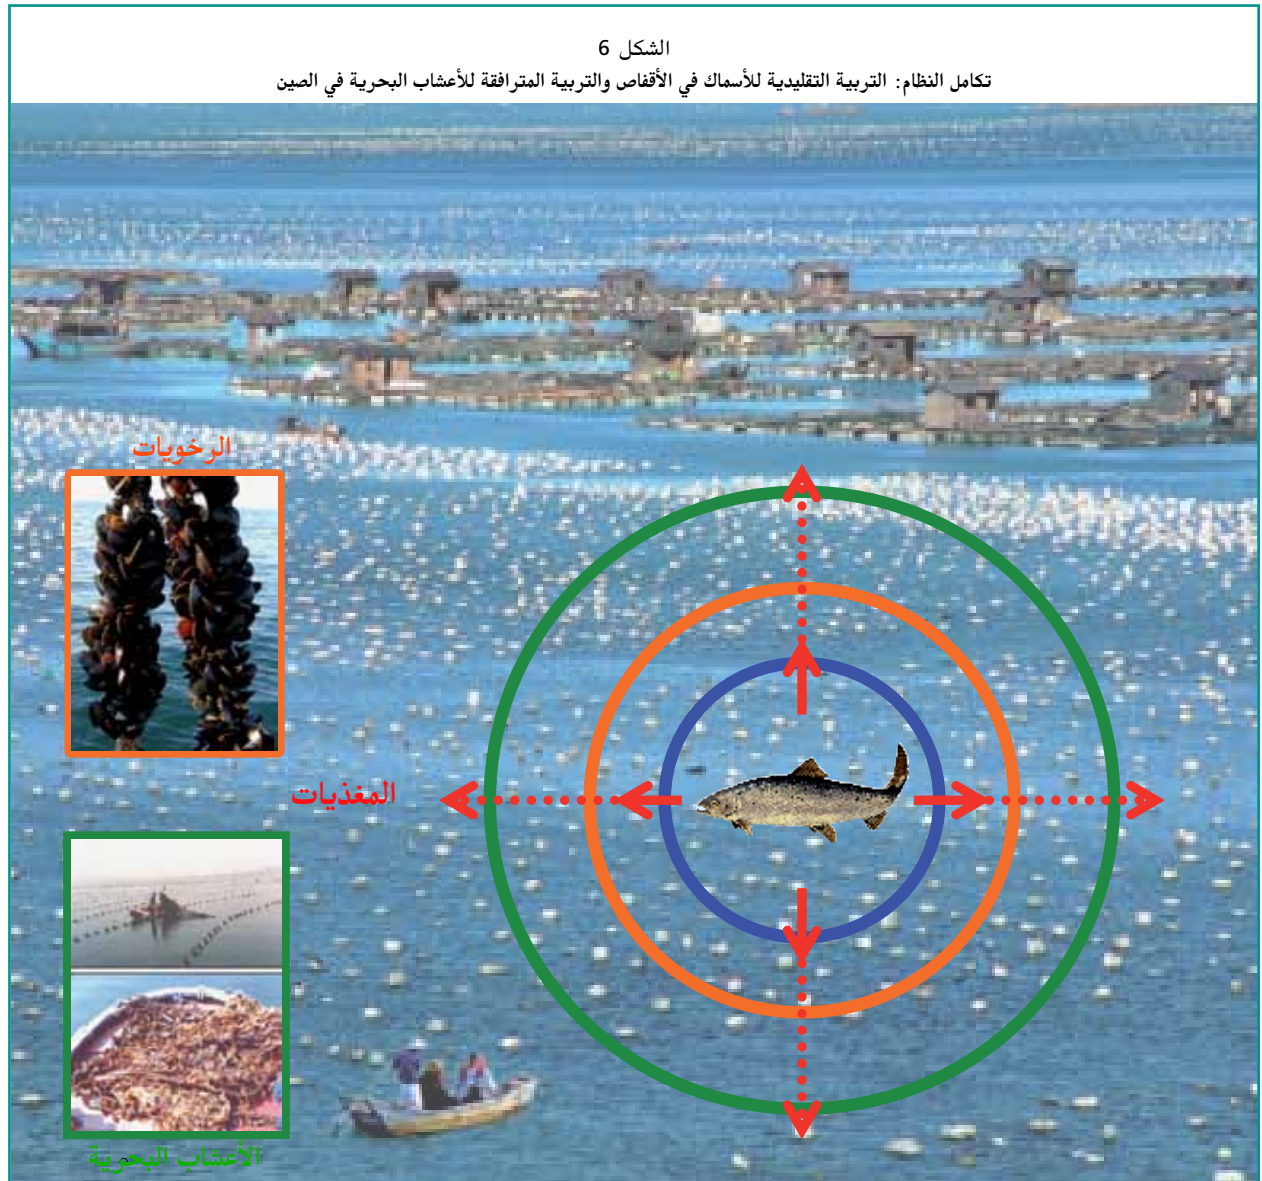 الشكل 6
تكامل النظام: التربية التقليدية للأسماك في الأقفاص والتربية المترافقة للأعشاب البحرية في الصين
الرخويات
المغذيات
الأعشاب البحرية